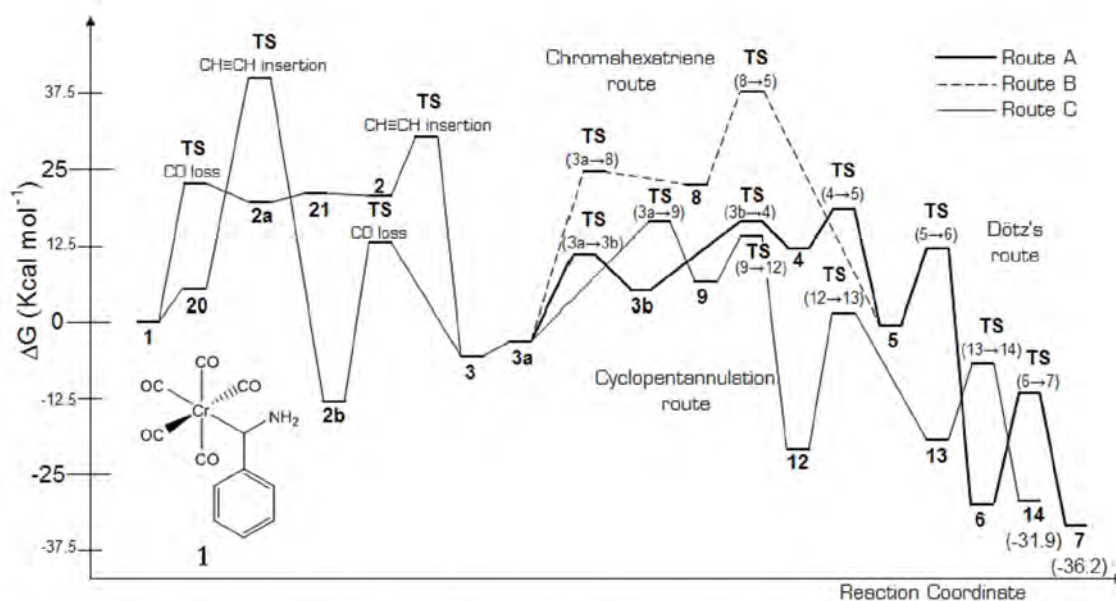 TS
CH≡CH insertion
TS
CH≡CH insertion
Chromahexatriene
route
TS
(8→5)
Route A
Route B
Route C
37.5
TS
CO loss
TS
(3a→8)
25
2a
21
2
TS
CO loss
8
TS
(3a→9)
TS
(3b→4)
TS
(4→5)
TS
(5→6)
Dötz's
route
12.5
TS
(3a→3b)
4
TS
(9→12)
TS
(12→13)
3b
9
0
1
20
3
3a
5
TS
(13→14)
TS
(6→7)
Cyclopentannulation
route
-12.5
2b
12
13
-25
6
14
(-31.9)
7
(-36.2)
-37.5
ΔG (Kcal mol⁻¹)
CO
OC
CO
Cr
NH₂
OC
CO
1
Reaction Coordinate